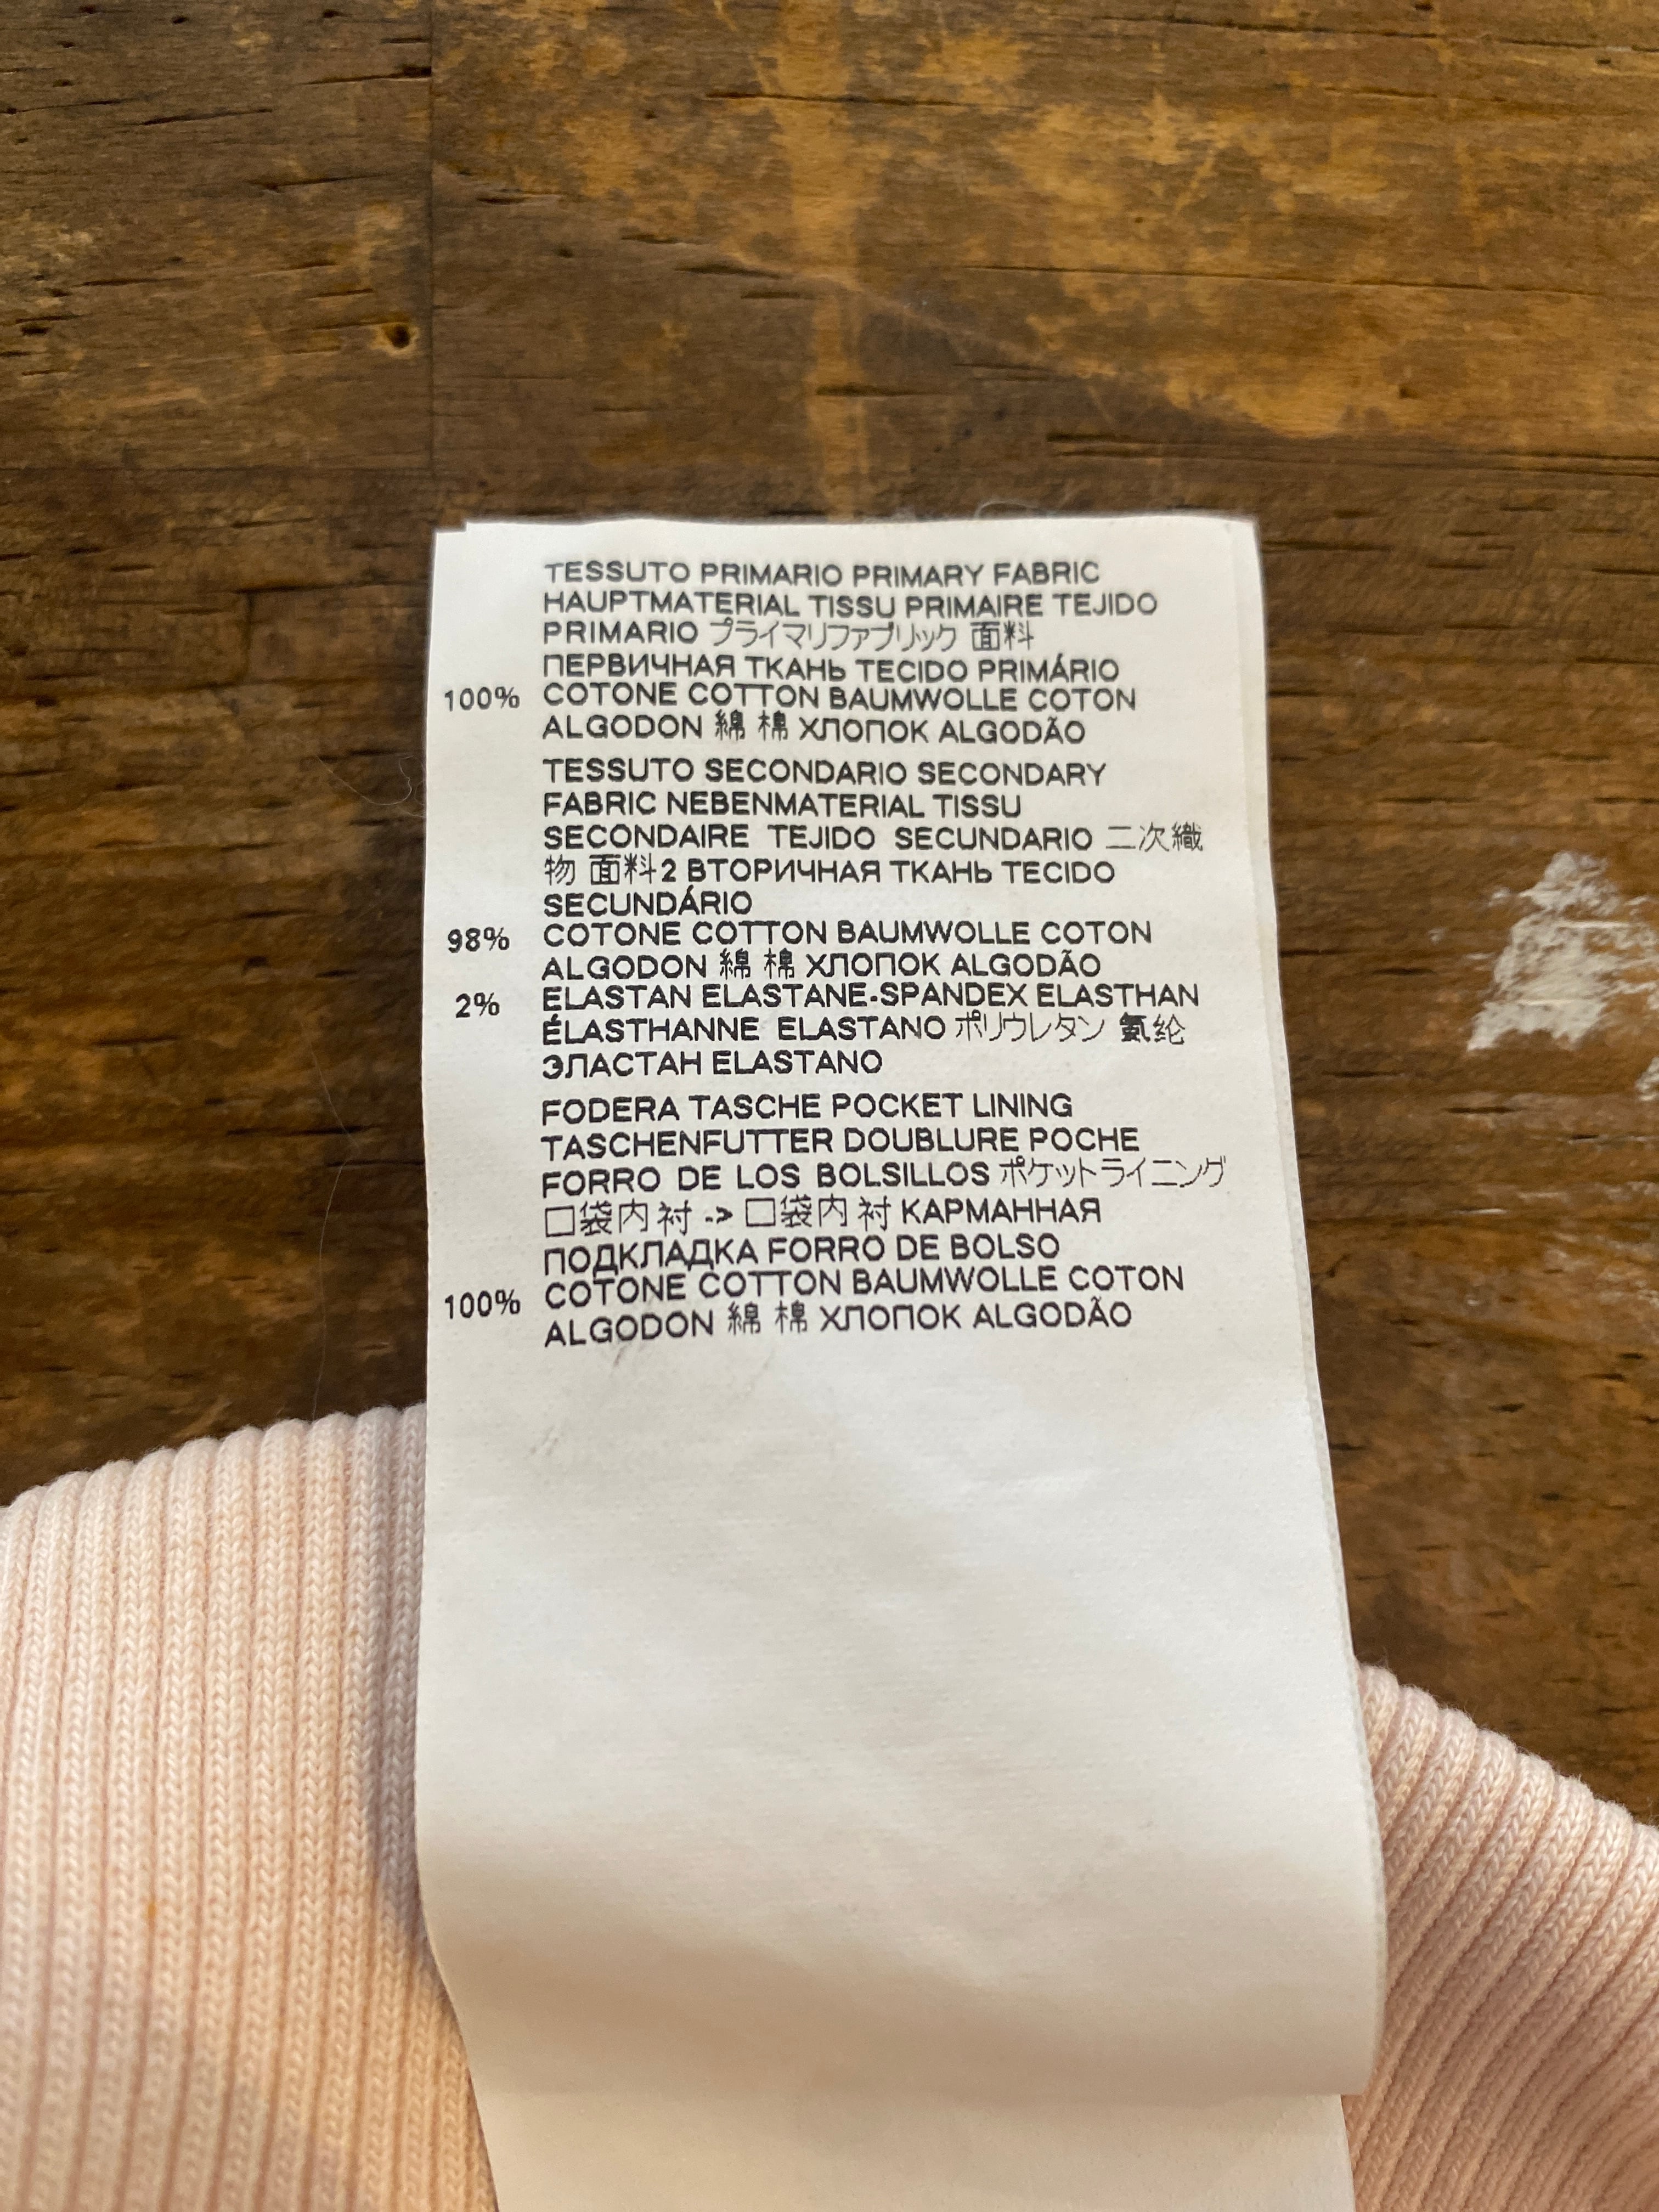 TESSUTO PRIMARIO PRIMARY FABRIC
HAUPTMATERIAL TISSU PRIMAIRE TEJIDO
PRIMARIO プライマリファブリック 面料
ПЕРВИЧНАЯ ТКАНЬ TECIDO PRIMÁRIO
100% COTONE COTTON BAUMWOLLE COTON
ALGODON 綿 棉 ХЛОПОК ALGODÃO
TESSUTO SECONDARIO SECONDARY
FABRIC NEBENMATERIAL TISSU
SECONDAIRE TEJIDO SECUNDARIO 二次織
物 面料2 ВТОРИЧНАЯ ТКАНЬ TECIDO
SECUNDÁRIO
98% COTONE COTTON BAUMWOLLE COTON
ALGODON 綿 棉 ХЛОПОК ALGODÃO
2% ELASTAN ELASTANE-SPANDEX ELASTHAN
ÉLASTHANNE ELASTANO ポリウレタン 氨纶
ЭЛАСТАН ELASTANO
FODERA TASCHE POCKET LINING
TASCHENFUTTER DOUBLURE POCHE
FORRO DE LOS BOLSILLOS ポケットライニング
口袋内衬 -> 口袋内衬 КАРМАННАЯ
ПОДКЛАДКА FORRO DE BOLSO
100% COTONE COTTON BAUMWOLLE COTON
ALGODON 綿 棉 ХЛОПОК ALGODÃO